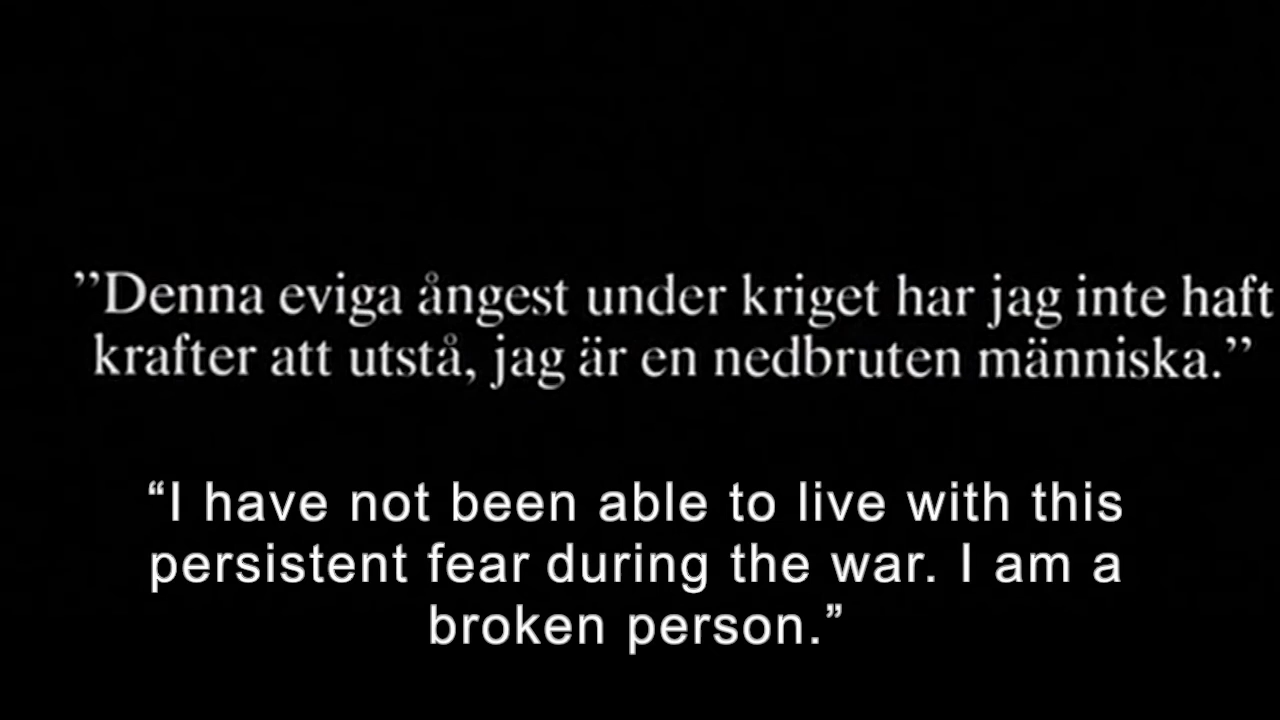 ”Denna eviga ångest under kriget har jag inte haft
krafter att utstå, jag är en nedbruten människa.”
“I have not been able to live with this
persistent fear during the war. I am a
broken person.”